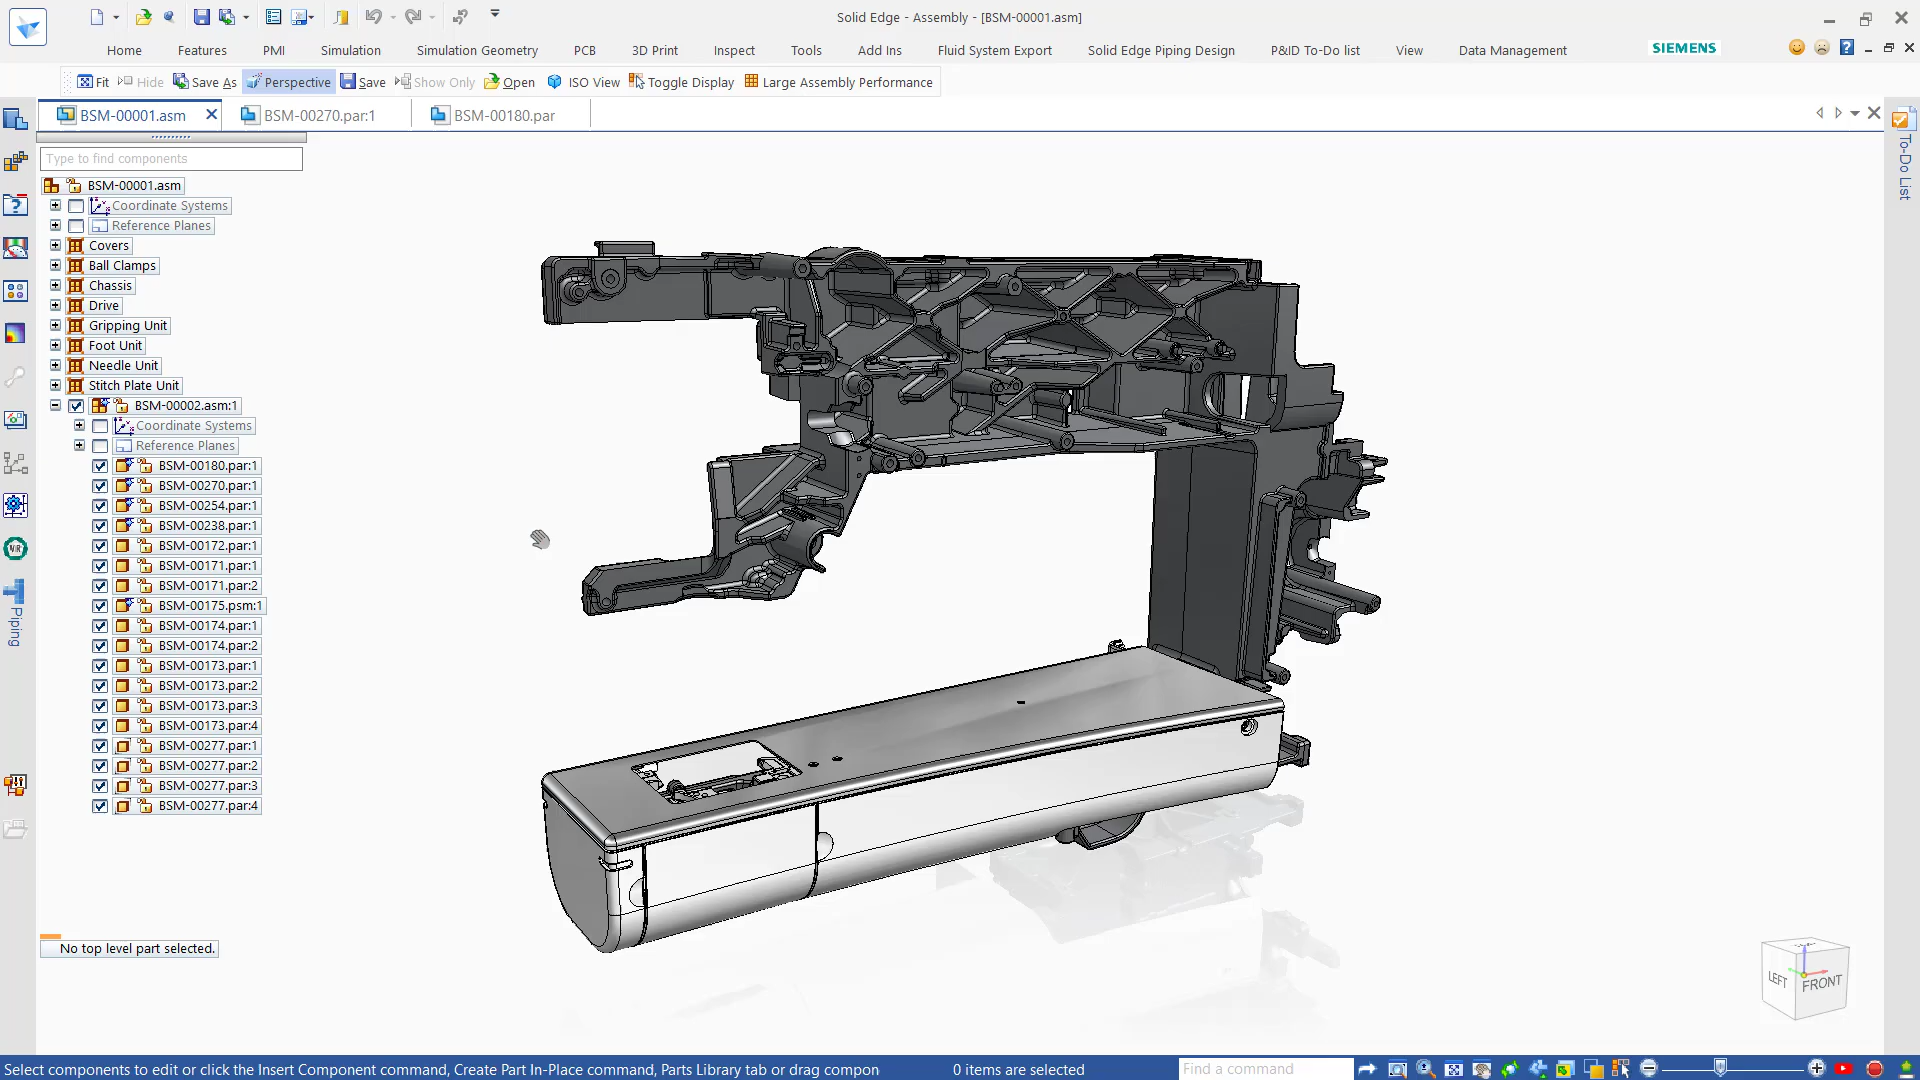 Solid Edge - Assembly - [BSM-00001.asm]
Home Features PMI Simulation Simulation Geometry PCB 3D Print Inspect Tools Add Ins Fluid System Export Solid Edge Piping Design P&ID To-Do list View Data Management SIEMENS
Fit Hide Save As Perspective Save Show Only Open ISO View Toggle Display Large Assembly Performance
BSM-00001.asm BSM-00270.par:1 BSM-00180.par
To-Do List
Type to find components
BSM-00001.asm
Coordinate Systems
Reference Planes
Covers
Ball Clamps
Chassis
Drive
Gripping Unit
Foot Unit
Needle Unit
Stitch Plate Unit
BSM-00002.asm:1
Coordinate Systems
Reference Planes
BSM-00180.par:1
BSM-00270.par:1
BSM-00254.par:1
BSM-00238.par:1
BSM-00172.par:1
BSM-00171.par:1
BSM-00171.par:2
BSM-00175.psm:1
BSM-00174.par:1
BSM-00174.par:2
BSM-00173.par:1
BSM-00173.par:2
BSM-00173.par:3
BSM-00173.par:4
BSM-00277.par:1
BSM-00277.par:2
BSM-00277.par:3
BSM-00277.par:4
Piping
No top level part selected.
LEFT FRONT
Select components to edit or click the Insert Component command, Create Part In-Place command, Parts Library tab or drag compon 0 items are selected Find a command